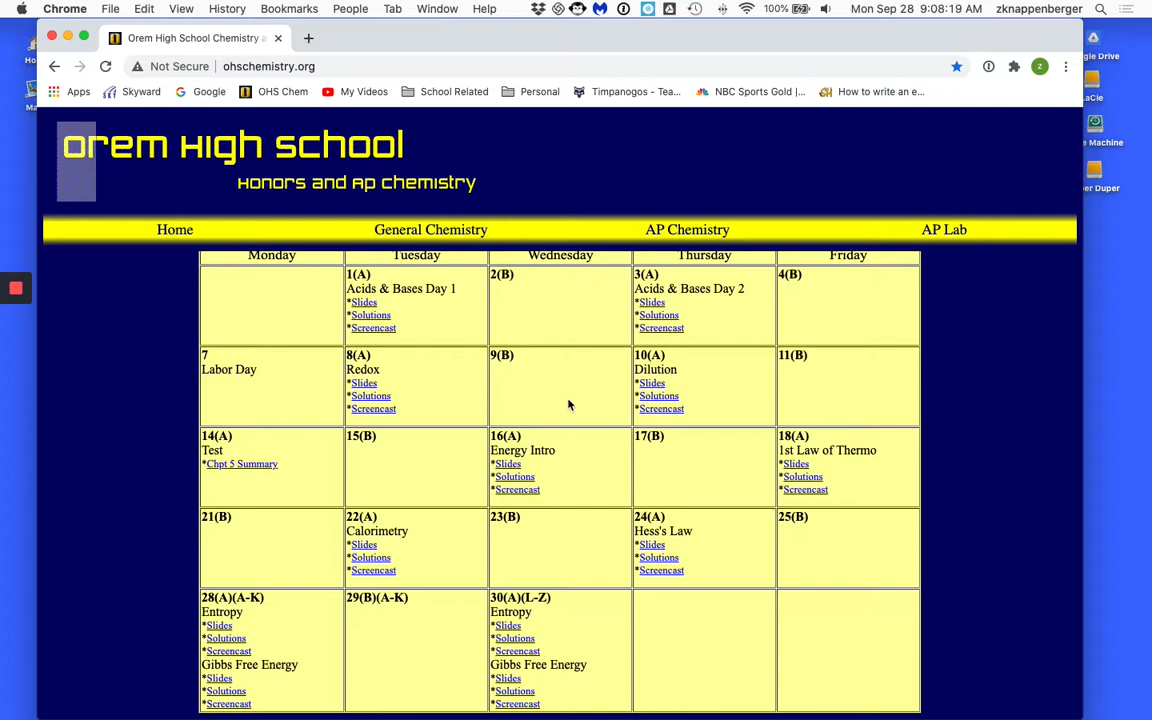 Chrome File Edit View History Bookmarks People Tab Window Help 100% Mon Sep 28 9:08:19 AM zknappenberger
Orem High School Chemistry a
Not Secure ohschemistry.org
Apps Skyward Google OHS Chem My Videos School Related Personal Timpanogos - Tea... NBC Sports Gold |... How to write an e...
gle Drive
LaCie
e Machine
per Duper
Orem High School
Honors and AP Chemistry
Home General Chemistry AP Chemistry AP Lab
Monday Tuesday Wednesday Thursday Friday
1(A) 2(B) 3(A) 4(B)
Acids & Bases Day 1 Acids & Bases Day 2
*Slides *Slides
*Solutions *Solutions
*Screencast *Screencast
7 8(A) 9(B) 10(A) 11(B)
Labor Day Redox Dilution
*Slides *Slides
*Solutions *Solutions
*Screencast *Screencast
14(A) 15(B) 16(A) 17(B) 18(A)
Test Energy Intro 1st Law of Thermo
*Chpt 5 Summary *Slides *Slides
*Solutions *Solutions
*Screencast *Screencast
21(B) 22(A) 23(B) 24(A) 25(B)
Calorimetry Hess's Law
*Slides *Slides
*Solutions *Solutions
*Screencast *Screencast
28(A)(A-K) 29(B)(A-K) 30(A)(L-Z)
Entropy Entropy
*Slides *Slides
*Solutions *Solutions
*Screencast *Screencast
Gibbs Free Energy Gibbs Free Energy
*Slides *Slides
*Solutions *Solutions
*Screencast *Screencast